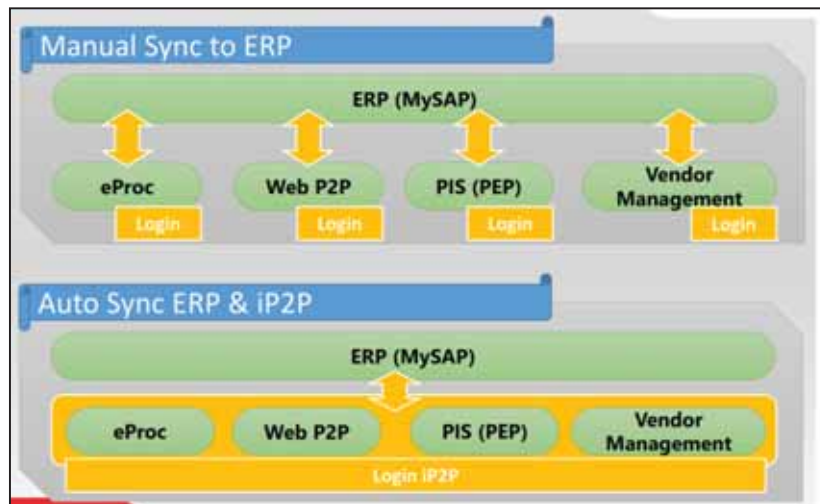 Manual Sync to ERP
ERP (MySAP)
eProc
Web P2P
PIS (PEP)
Vendor
Management
Login
Login
Login
Login
Auto Sync ERP & iP2P
ERP (MySAP)
eProc
Web P2P
PIS (PEP)
Vendor
Management
Login iP2P